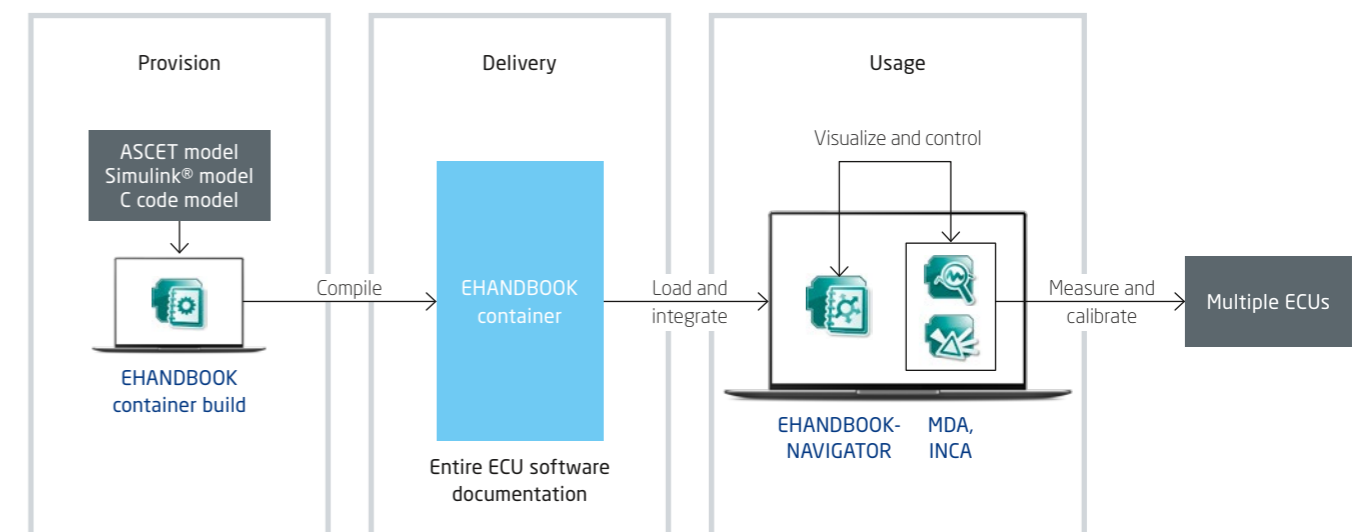 Provision
ASCET model
Simulink® model
C code model
EHANDBOOK
container build
Compile
Delivery
EHANDBOOK
container
Entire ECU software
documentation
Load and
integrate
Usage
Visualize and control
EHANDBOOK-
NAVIGATOR
MDA,
INCA
Measure and
calibrate
Multiple ECUs